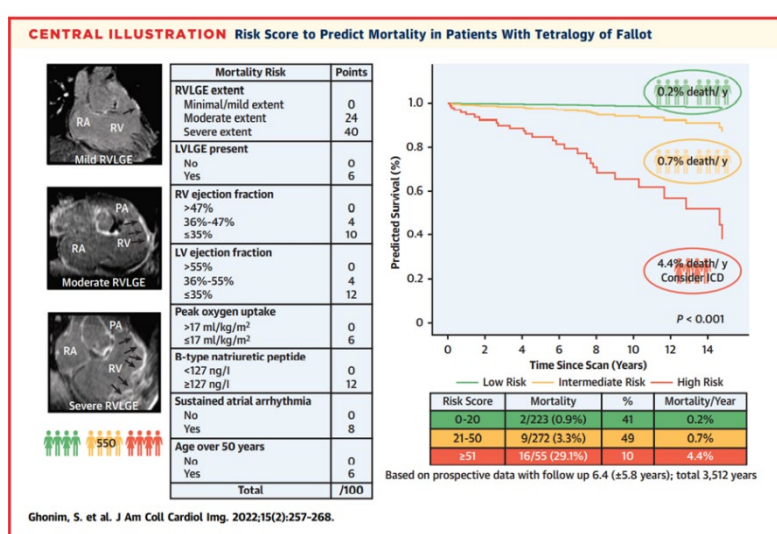 CENTRAL ILLUSTRATION Risk Score to Predict Mortality in Patients With Tetralogy of Fallot
RA
RV
Mild RVLGE
PA
RA
RV
Moderate RVLGE
PA
RA
RV
Severe RVLGE
550
Mortality Risk Points
RVLGE extent
Minimal/mild extent 0
Moderate extent 24
Severe extent 40
LVLGE present
No 0
Yes 6
RV ejection fraction
>47% 0
36%-47% 4
≤35% 10
LV ejection fraction
>55% 0
36%-55% 4
≤35% 12
Peak oxygen uptake
>17 ml/kg/m² 0
≤17 ml/kg/m² 6
B-type natriuretic peptide
<127 ng/l 0
≥127 ng/l 12
Sustained atrial arrhythmia
No 0
Yes 8
Age over 50 years
No 0
Yes 6
Total /100
Predicted Survival (%)
1.0
0.8
0.6
0.4
0.2
0
0.2% death/ y
0.7% death/ y
4.4% death/ y
Consider ICD
P < 0.001
0 2 4 6 8 10 12 14
Time Since Scan (Years)
Low Risk Intermediate Risk High Risk
Risk Score Mortality % Mortality/Year
0-20 2/223 (0.9%) 41 0.2%
21-50 9/272 (3.3%) 49 0.7%
≥51 16/55 (29.1%) 10 4.4%
Based on prospective data with follow up 6.4 (±5.8 years); total 3,512 years
Ghonim, S. et al. J Am Coll Cardiol Img. 2022;15(2):257-268.